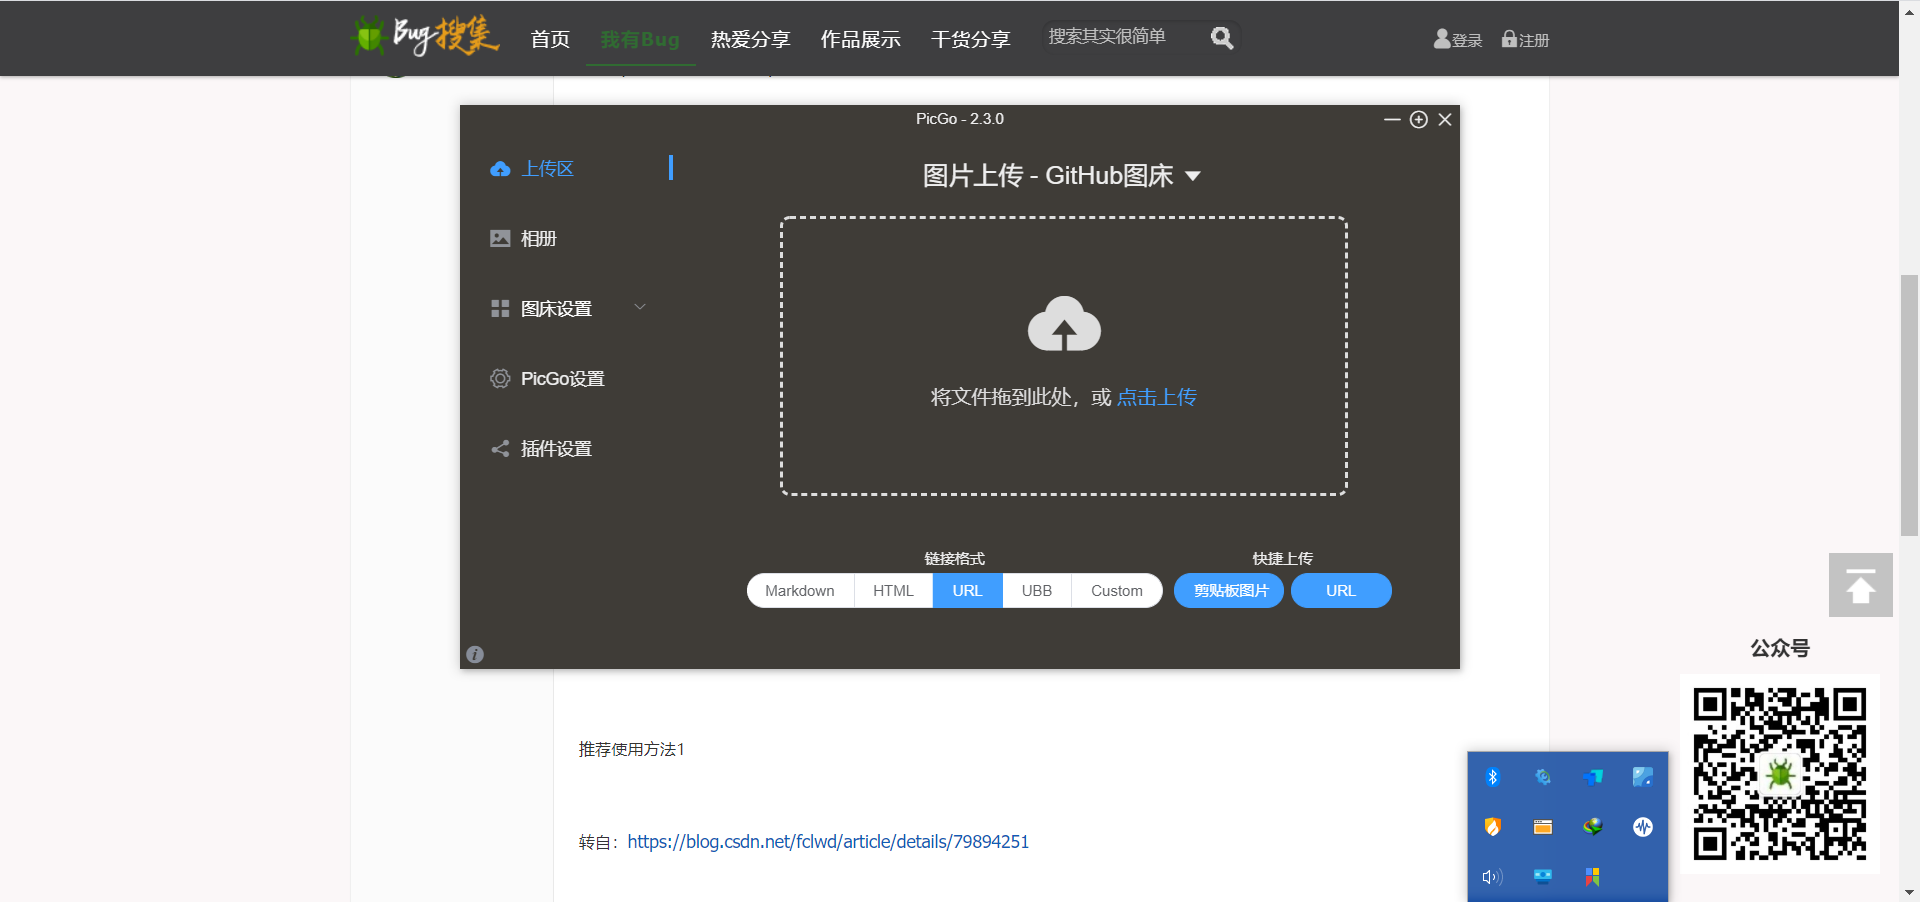 Bug搜集 首页 我有Bug 热爱分享 作品展示 干货分享 搜索其实很简单 登录 注册
PicGo - 2.3.0
上传区
相册
图床设置
PicGo设置
插件设置
图片上传 - GitHub图床
将文件拖到此处，或 点击上传
链接格式 快捷上传
Markdown HTML URL UBB Custom 剪贴板图片 URL
公众号
推荐使用方法1
转自：https://blog.csdn.net/fclwd/article/details/79894251